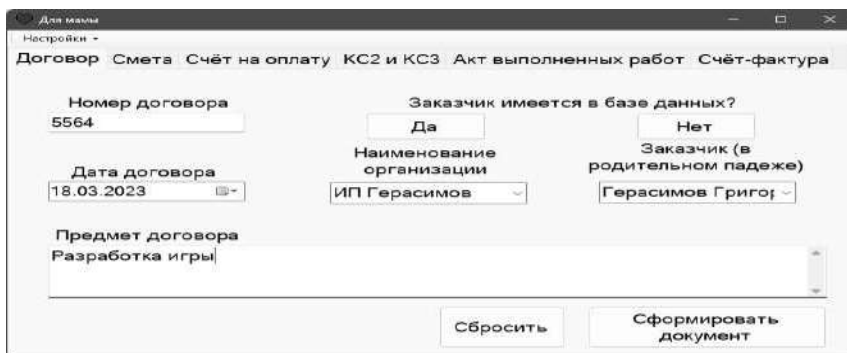 Для мамы
Настройки
Договор Смета Счёт на оплату КС2 и КС3 Акт выполненных работ Счёт-фактура
Номер договора
5564
Заказчик имеется в базе данных?
Да
Нет
Дата договора
18.03.2023
Наименование
организации
ИП Герасимов
Заказчик (в
родительном падеже)
Герасимов Григор
Предмет договора
Разработка игры
Сбросить
Сформировать
документ